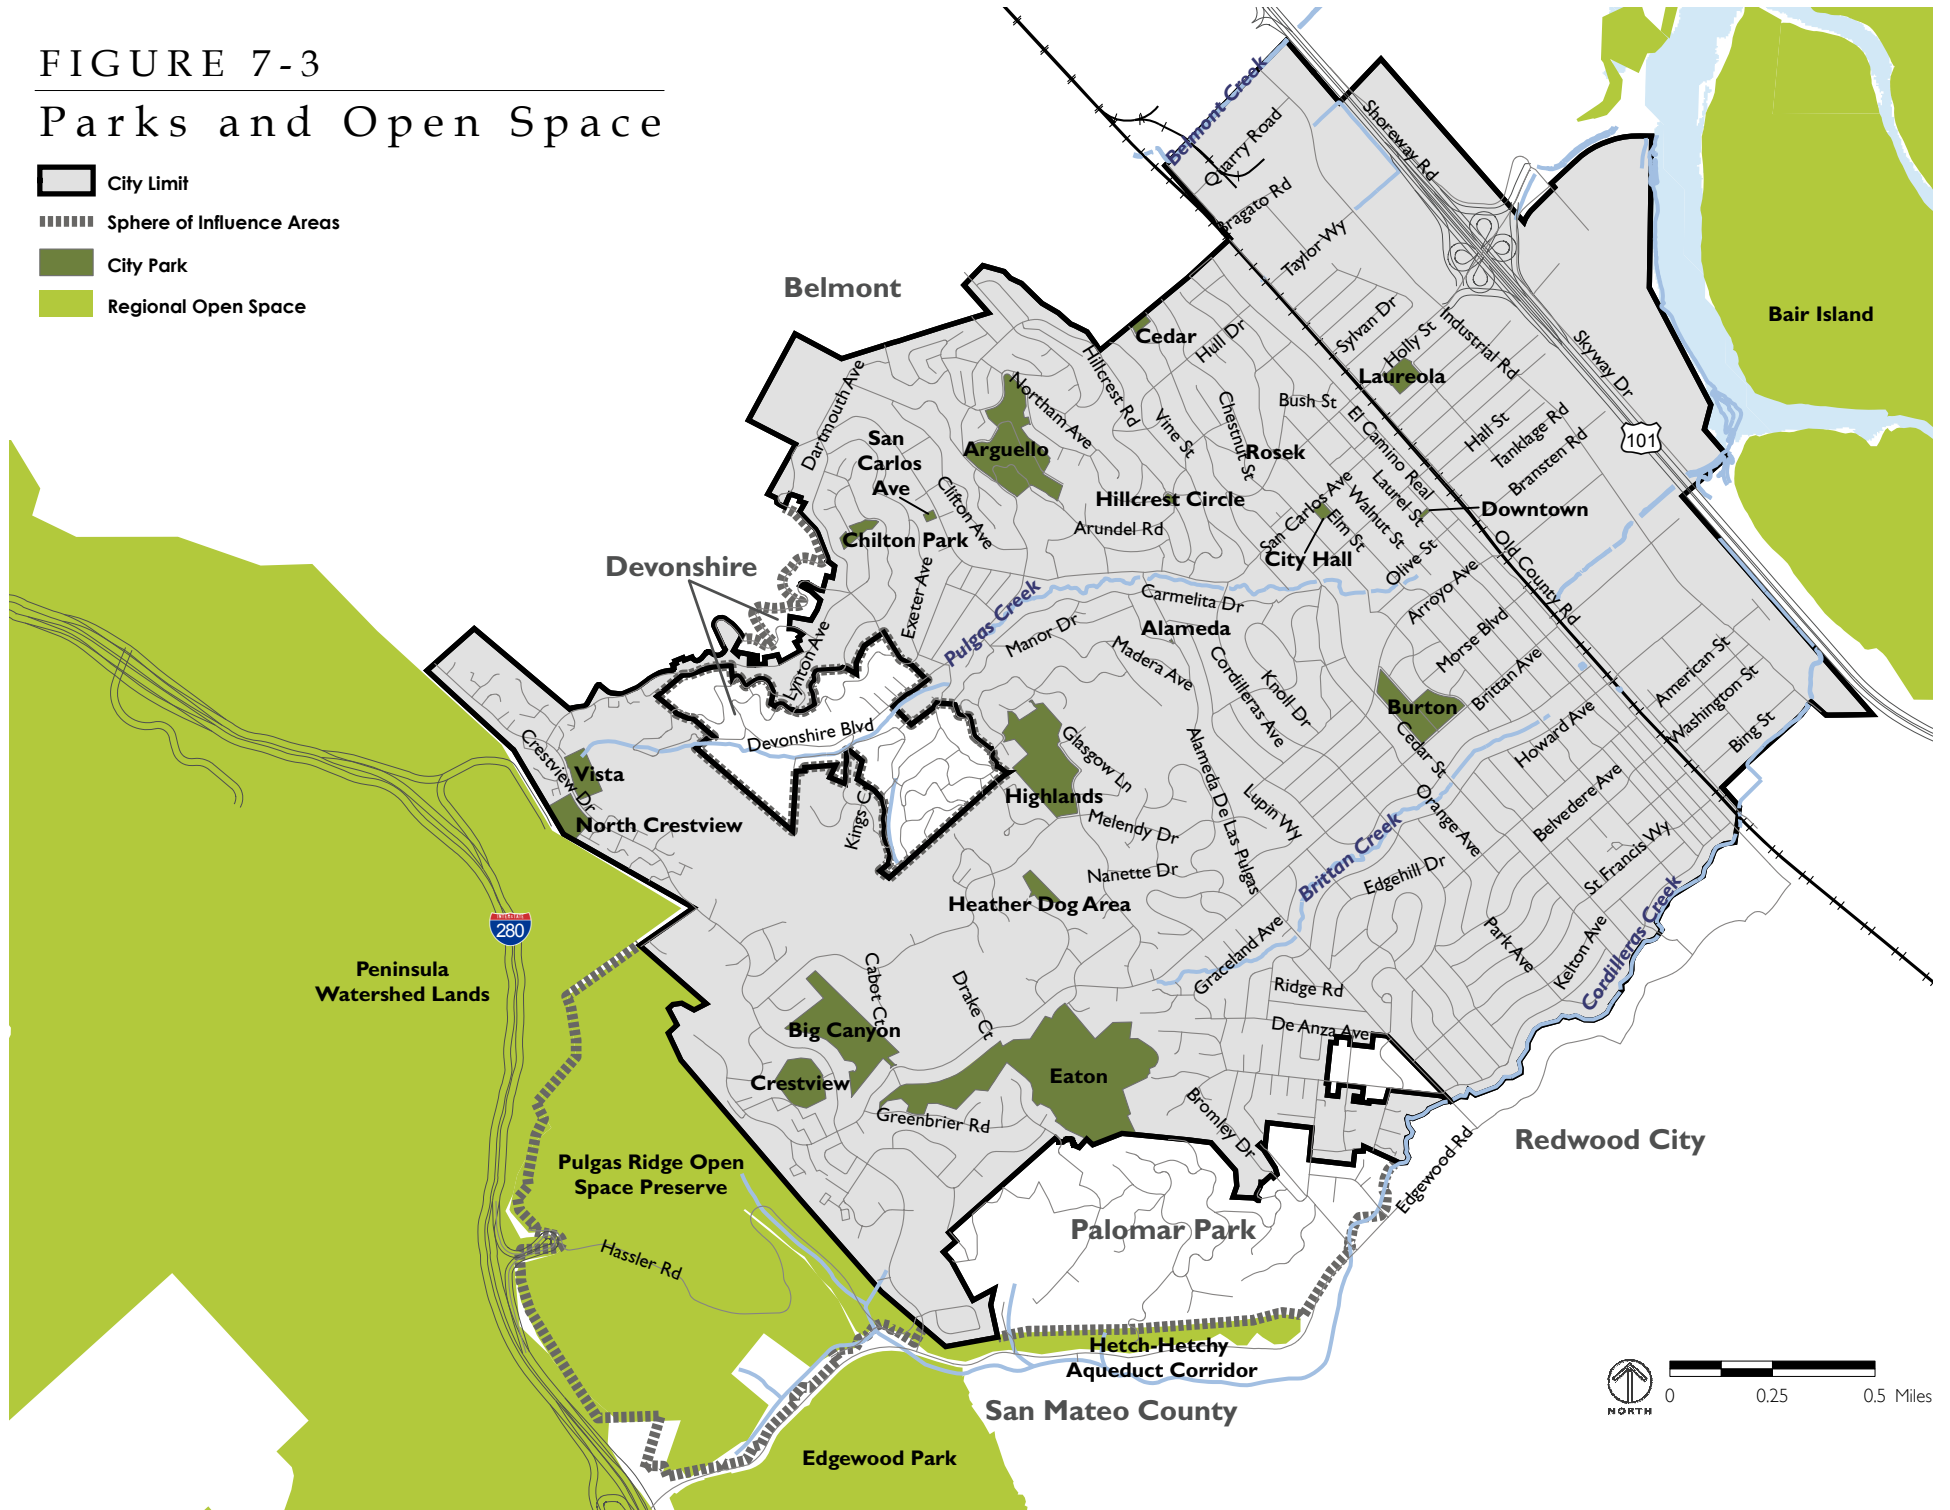 FIGURE 7-3
Parks and Open Space
City Limit
Sphere of Influence Areas
City Park
Regional Open Space
Belmont Creek
Quarry Road
Bragato Rd
Shoreway Rd
Taylor Wy
Belmont
Bair Island
Cedar
Hull Dr
Sylvan Dr
Holly St
Industrial Rd
Skyway Dr
Laureola
Dartmouth Ave
Hillcrest Rd
Northam Ave
Bush St
El Camino Real
Vine St
Chestnut St
Hall St
Tanklage Rd
Bransten Rd
101
San
Carlos
Ave
Arguello
Rosek
Clifton Ave
Hillcrest Circle
San Carlos Ave
Laurel St
Walnut St
Elm St
Downtown
Arundel Rd
Chilton Park
City Hall
Olive St
Old County Rd
Devonshire
Exeter Ave
Pulgas Creek
Carmelita Dr
Arroyo Ave
Manor Dr
Alameda
Morse Blvd
Lynton Ave
Madera Ave
Cordilleras Ave
Knoll Dr
Brittan Ave
American St
Washington St
Bing St
Burton
Howard Ave
Devonshire Blvd
Crestview Dr
Vista
Glasgow Ln
Alameda De Las Pulgas
Cedar St
Highlands
Lupin Wy
Orange Ave
Belvedere Ave
North Crestview
Kings Ct
Melendy Dr
Brittan Creek
St Francis Wy
Nanette Dr
Edgehill Dr
Heather Dog Area
Cordilleras Creek
280
INTERSTATE
Graceland Ave
Park Ave
Kelton Ave
Peninsula
Watershed Lands
Cabot Ct
Drake Ct
Ridge Rd
Big Canyon
De Anza Ave
Crestview
Eaton
Greenbrier Rd
Bromley Dr
Redwood City
Edgewood Rd
Pulgas Ridge Open
Space Preserve
Palomar Park
Hassler Rd
Hetch-Hetchy
Aqueduct Corridor
San Mateo County
Edgewood Park
NORTH
0
0.25
0.5 Miles